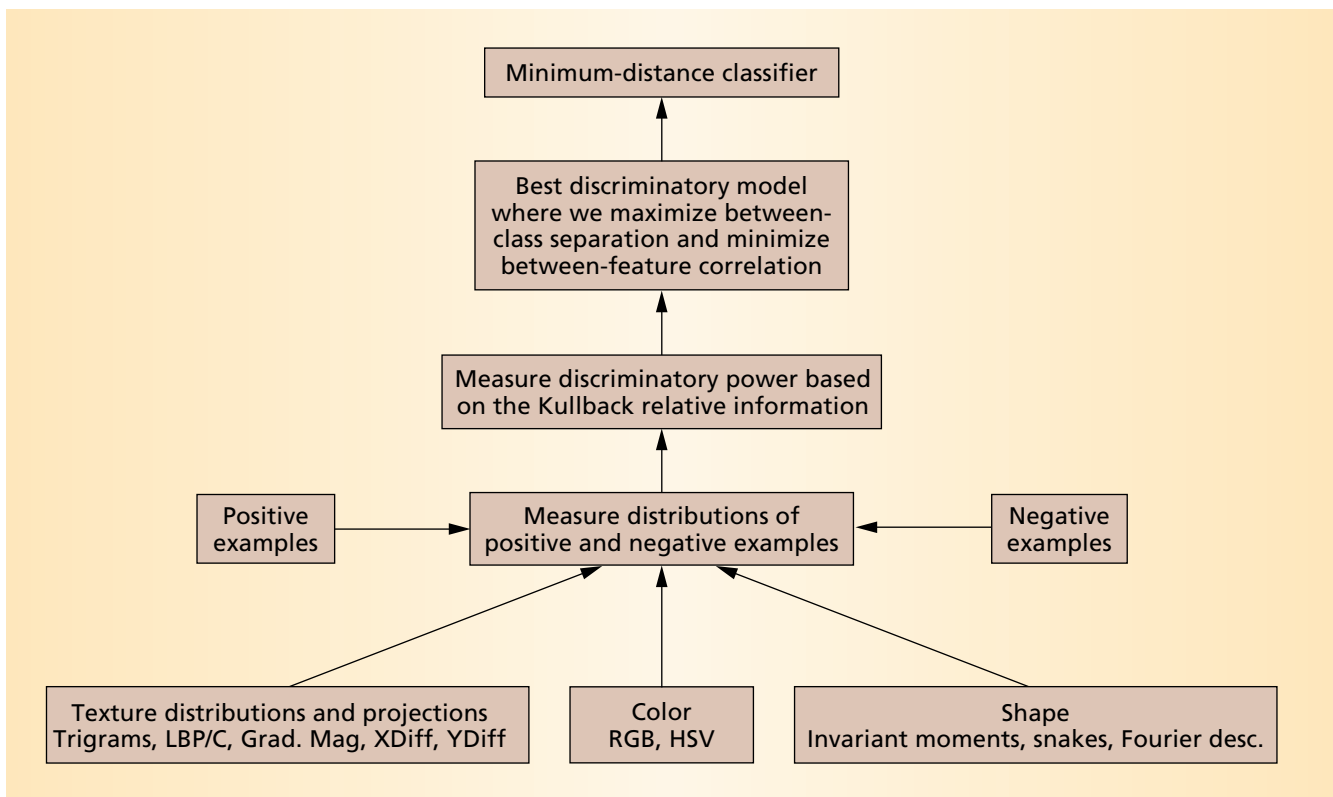 Minimum-distance classifier
Best discriminatory model
where we maximize between-
class separation and minimize
between-feature correlation
Measure discriminatory power based
on the Kullback relative information
Positive
examples
Measure distributions of
positive and negative examples
Negative
examples
Texture distributions and projections
Trigrams, LBP/C, Grad. Mag, XDiff, YDiff
Color
RGB, HSV
Shape
Invariant moments, snakes, Fourier desc.